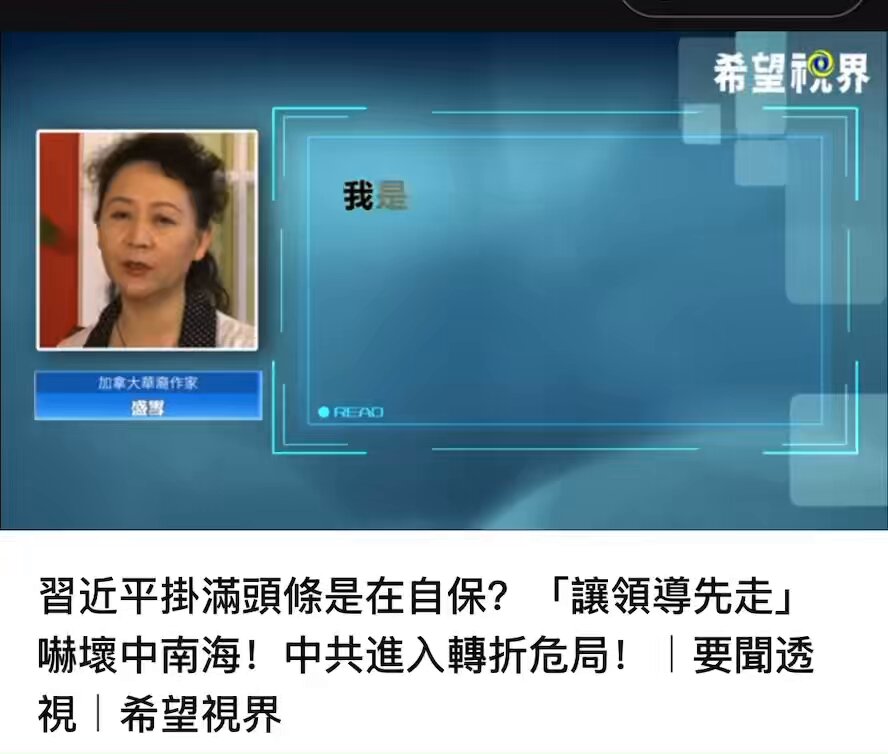 希望視界
我是
加拿大華裔作家
盛雪
READ
習近平掛滿頭條是在自保？「讓領導先走」
嚇壞中南海！中共進入轉折危局！｜要聞透
視｜希望視界